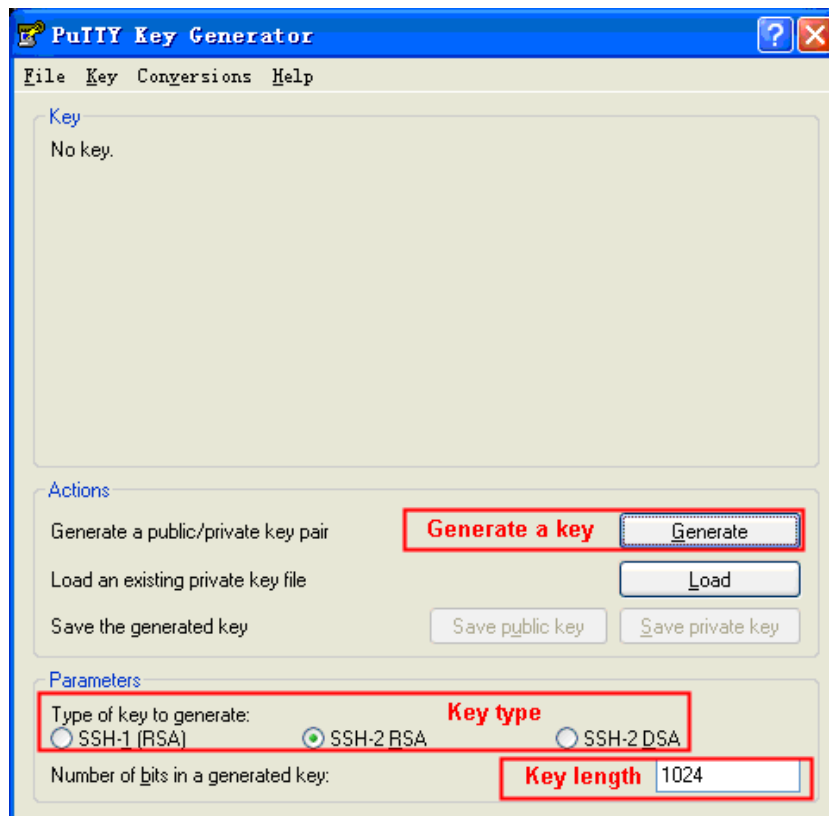 PuTTY Key Generator
?
File Key Conversions Help
Key
No key.
Actions
Generate a public/private key pair Generate a key Generate
Load an existing private key file Load
Save the generated key Save public key Save private key
Parameters
Type of key to generate: Key type
SSH-1 (RSA) SSH-2 RSA SSH-2 DSA
Number of bits in a generated key: Key length 1024